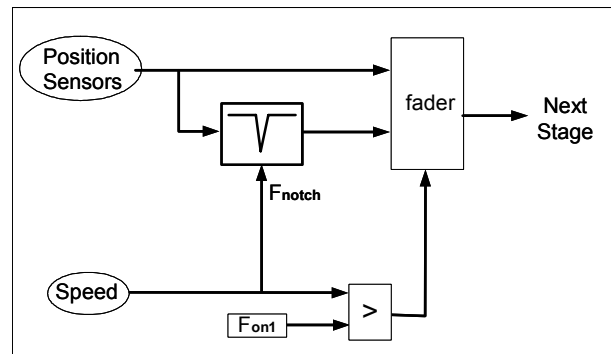 Position
Sensors
fader
Next
Stage
Fnotch
Speed
Fon1
>